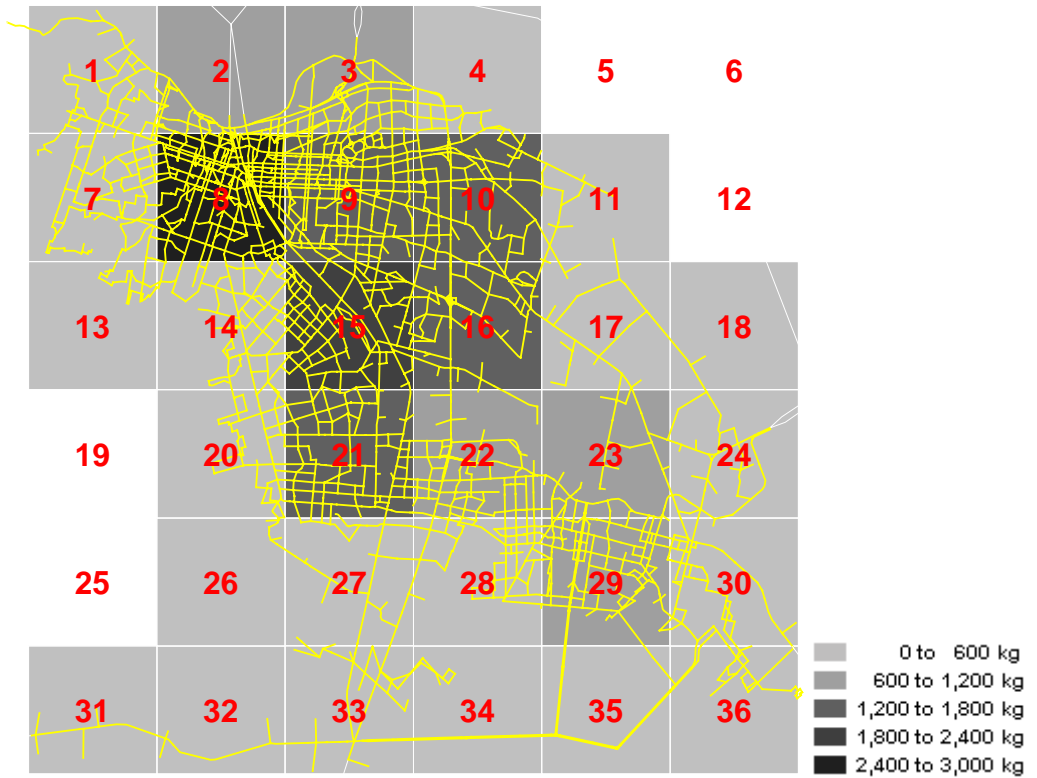 1 2 3 4 5 6
7 8 9 10 11 12
13 14 15 16 17 18
19 20 21 22 23 24
25 26 27 28 29 30
31 32 33 34 35 36
0 to 600 kg
600 to 1,200 kg
1,200 to 1,800 kg
1,800 to 2,400 kg
2,400 to 3,000 kg